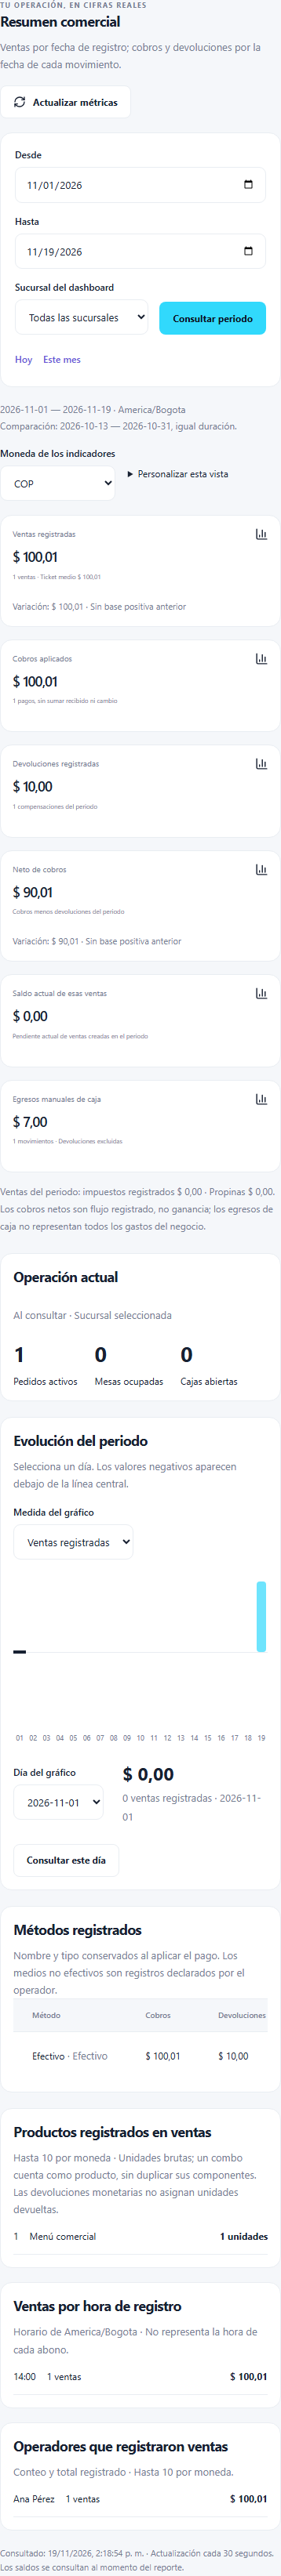 TU OPERACIÓN, EN CIFRAS REALES
Resumen comercial
Ventas por fecha de registro; cobros y devoluciones por la
fecha de cada movimiento.
Actualizar métricas
Desde
11/01/2026
Hasta
11/19/2026
Sucursal del dashboard
Todas las sucursales
Consultar periodo
Hoy Este mes
2026-11-01 — 2026-11-19 · America/Bogota
Comparación: 2026-10-13 — 2026-10-31, igual duración.
Moneda de los indicadores
COP
Personalizar esta vista
Ventas registradas
$ 100,01
1 ventas · Ticket medio $ 100,01
Variación: $ 100,01 · Sin base positiva anterior
Cobros aplicados
$ 100,01
1 pagos, sin sumar recibido ni cambio
Devoluciones registradas
$ 10,00
1 compensaciones del periodo
Neto de cobros
$ 90,01
Cobros menos devoluciones del periodo
Variación: $ 90,01 · Sin base positiva anterior
Saldo actual de esas ventas
$ 0,00
Pendiente actual de ventas creadas en el periodo
Egresos manuales de caja
$ 7,00
1 movimientos · Devoluciones excluidas
Ventas del periodo: impuestos registrados $ 0,00 · Propinas $ 0,00.
Los cobros netos son flujo registrado, no ganancia; los egresos de
caja no representan todos los gastos del negocio.
Operación actual
Al consultar · Sucursal seleccionada
1 0 0
Pedidos activos Mesas ocupadas Cajas abiertas
Evolución del periodo
Selecciona un día. Los valores negativos aparecen
debajo de la línea central.
Medida del gráfico
Ventas registradas
01 02 03 04 05 06 07 08 09 10 11 12 13 14 15 16 17 18 19
Día del gráfico
2026-11-01
$ 0,00
0 ventas registradas · 2026-11-
01
Consultar este día
Métodos registrados
Nombre y tipo conservados al aplicar el pago. Los
medios no efectivos son registros declarados por el
operador.
Método Cobros Devoluciones
Efectivo · Efectivo $ 100,01 $ 10,00
Productos registrados en ventas
Hasta 10 por moneda · Unidades brutas; un combo
cuenta como producto, sin duplicar sus componentes.
Las devoluciones monetarias no asignan unidades
devueltas.
1 Menú comercial 1 unidades
Ventas por hora de registro
Horario de America/Bogota · No representa la hora de
cada abono.
14:00 1 ventas $ 100,01
Operadores que registraron ventas
Conteo y total registrado · Hasta 10 por moneda.
Ana Pérez 1 ventas $ 100,01
Consultado: 19/11/2026, 2:18:54 p. m. · Actualización cada 30 segundos.
Los saldos se consultan al momento del reporte.